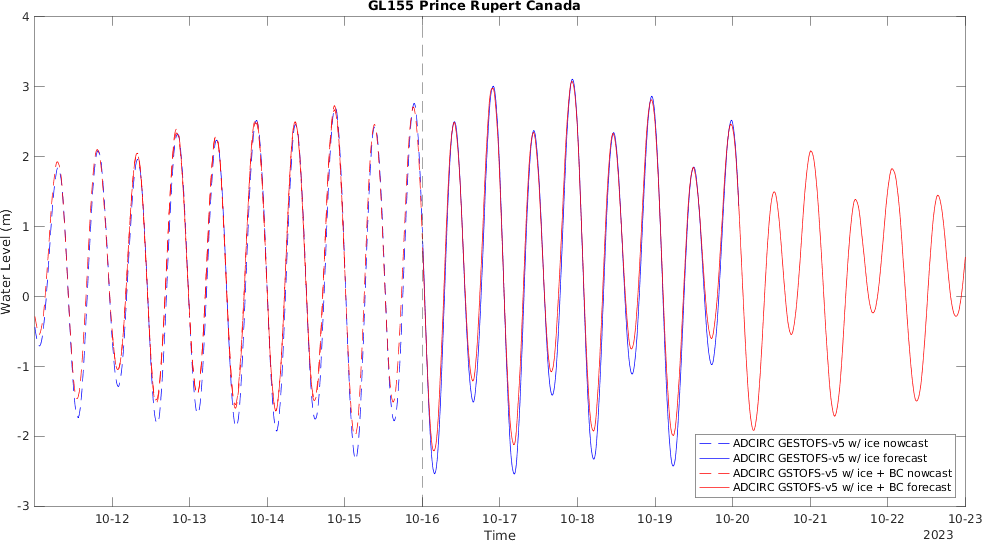 GL155 Prince Rupert Canada
4
3
2
1
0
-1
-2
-3
Water Level (m)
ADCIRC GESTOFS-v5 w/ ice nowcast
ADCIRC GESTOFS-v5 w/ ice forecast
ADCIRC GSTOFS-v5 w/ ice + BC nowcast
ADCIRC GSTOFS-v5 w/ ice + BC forecast
10-12 10-13 10-14 10-15 10-16 10-17 10-18 10-19 10-20 10-21 10-22 10-23
Time
2023